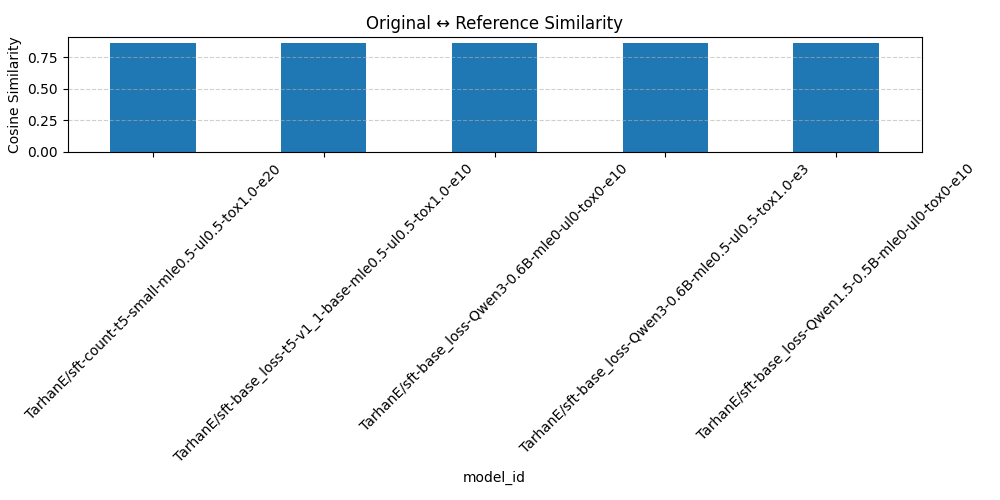 Original ↔ Reference Similarity
Cosine Similarity
0.75
0.50
0.25
0.00
TarhanE/sft-count-t5-small-mle0.5-ul0.5-tox1.0-e20
TarhanE/sft-base_loss-t5-v1_1-base-mle0.5-ul0.5-tox1.0-e10
TarhanE/sft-base_loss-Qwen3-0.6B-mle0-ul0-tox0-e10
TarhanE/sft-base_loss-Qwen3-0.6B-mle0.5-ul0.5-tox1.0-e3
TarhanE/sft-base_loss-Qwen1.5-0.5B-mle0-ul0-tox0-e10
model_id